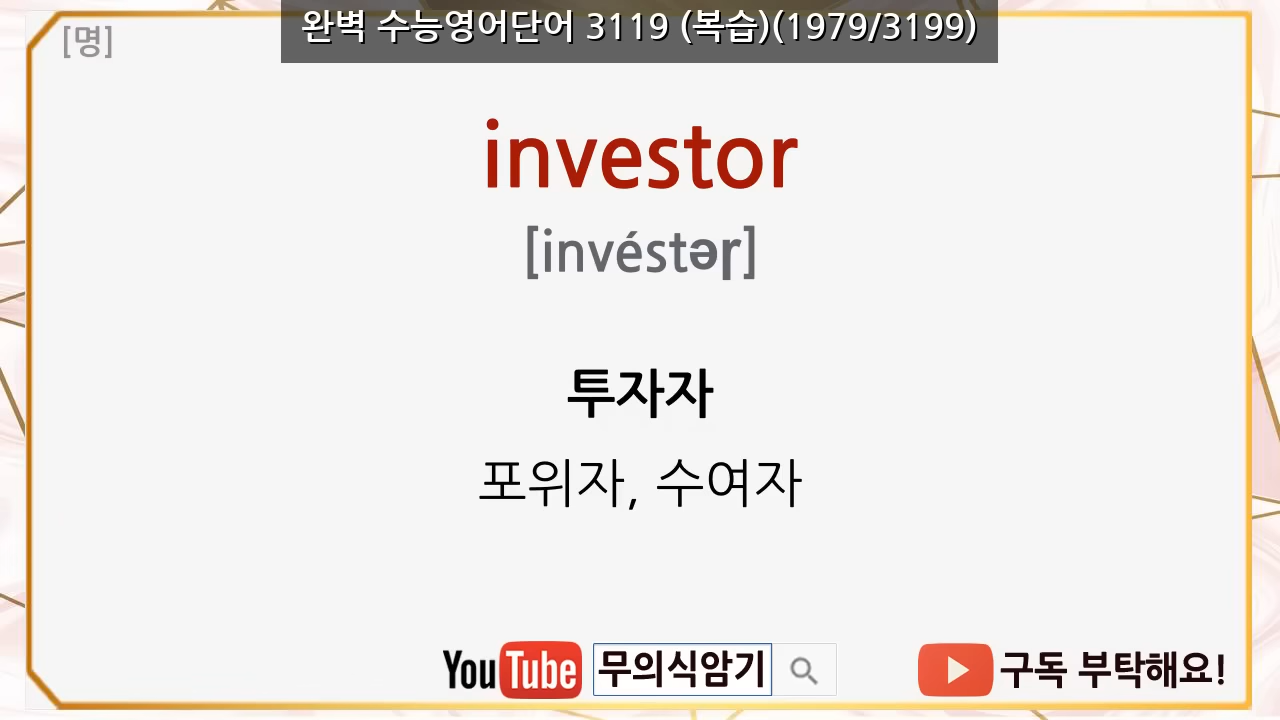 완벽 수능영어단어 3119 (복습)(1979/3199)
[명]
investor
[invéstər]
투자자
포위자, 수여자
YouTube 무의식암기 구독 부탁해요!